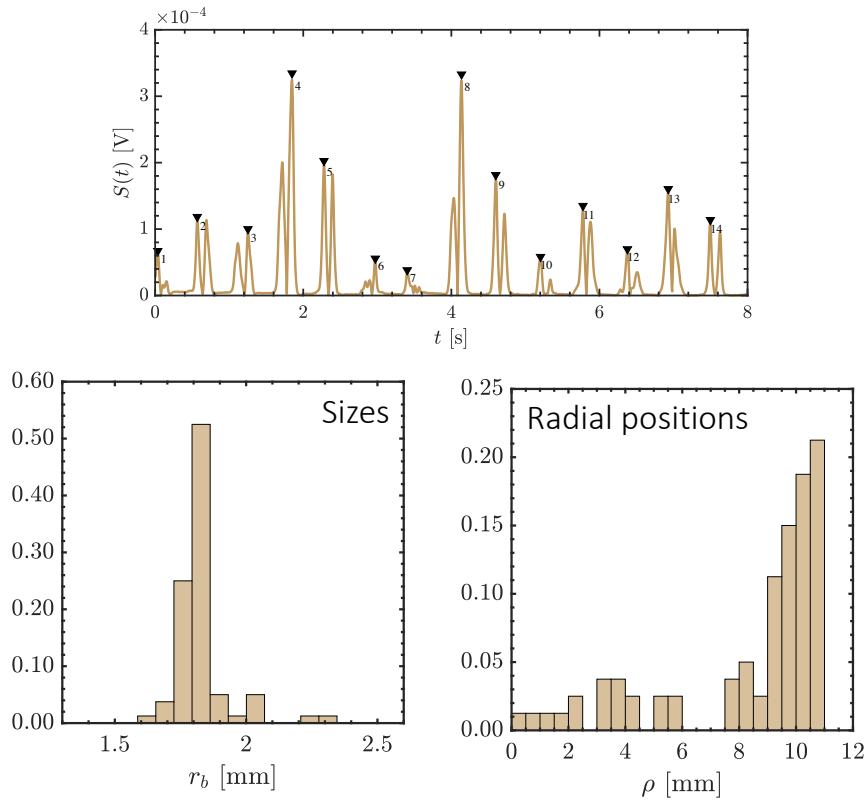 ×10⁻⁴
4
3
2
1
0
S(t) [V]
1 2 3 4 5 6 7 8 9 10 11 12 13 14
0 2 4 6 8
t [s]
Sizes
0.60
0.50
0.40
0.30
0.20
0.10
0.00
1.5 2 2.5
r_b [mm]
Radial positions
0.25
0.20
0.15
0.10
0.05
0.00
0 2 4 6 8 10 12
ρ [mm]